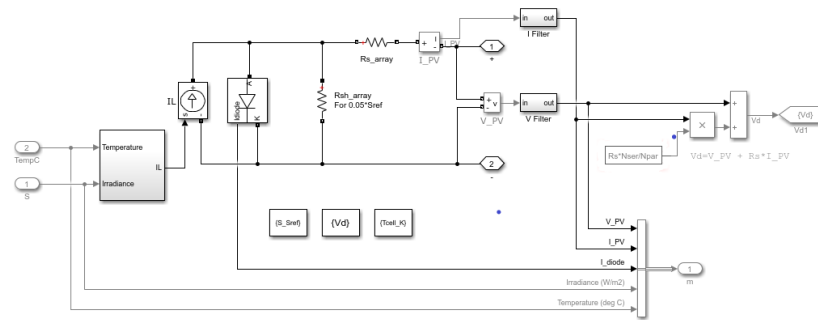 in out
I Filter
I
I_PV
+ -
I_PV
Rs_array
1
+
IL
+
s
-
A
Idiode
K
Rsh_array
For 0.05*Sref
+
-
v
V_PV
in out
V Filter
+
+
Vd
{Vd}
Vd1
×
Rs*Nser/Npar
Vd=V_PV + Rs*I_PV
2
TempC
1
S
Temperature
Irradiance
IL
2
-
{S_Sref}
{Vd}
{Tcell_K}
V_PV
I_PV
I_diode
Irradiance (W/m2)
Temperature (deg C)
1
m